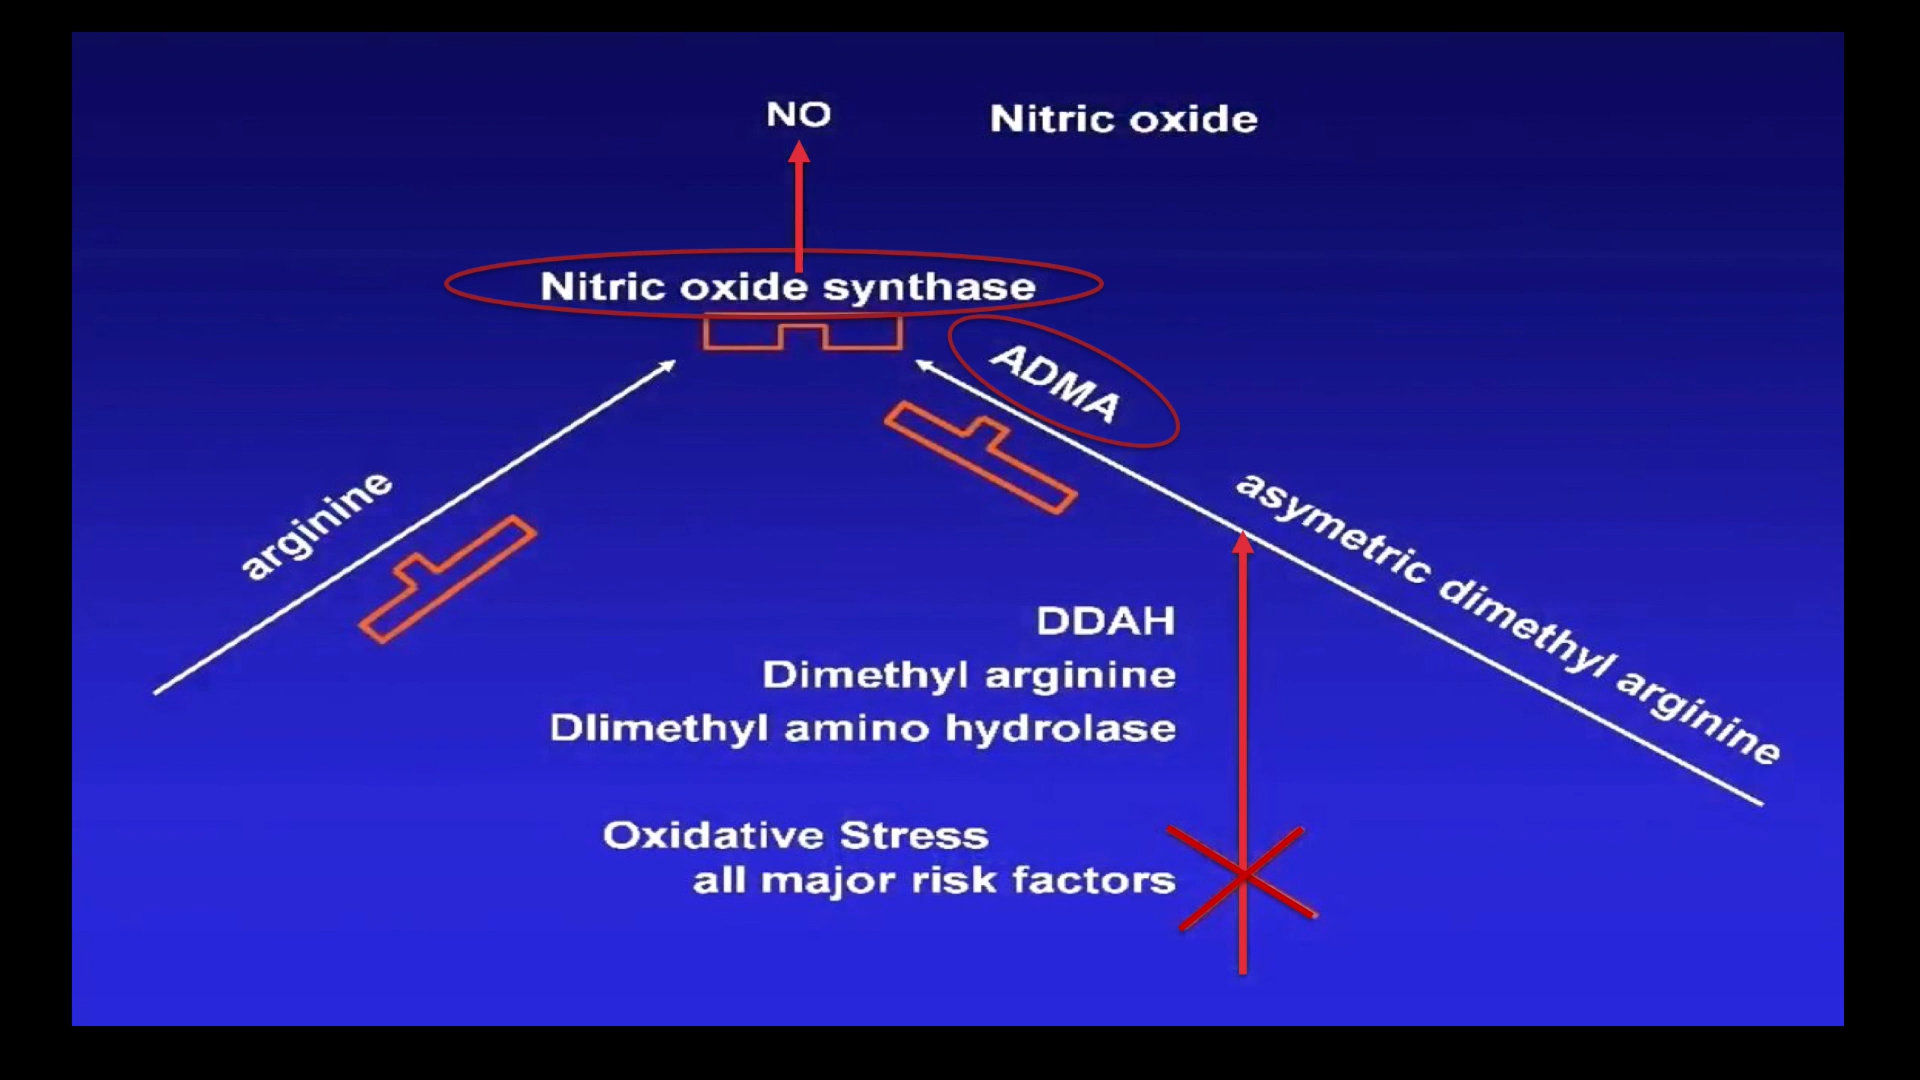 NO
Nitric oxide
Nitric oxide synthase
ADMA
arginine
asymetric dimethyl arginine
DDAH
Dimethyl arginine
DIimethyl amino hydrolase
Oxidative Stress
all major risk factors